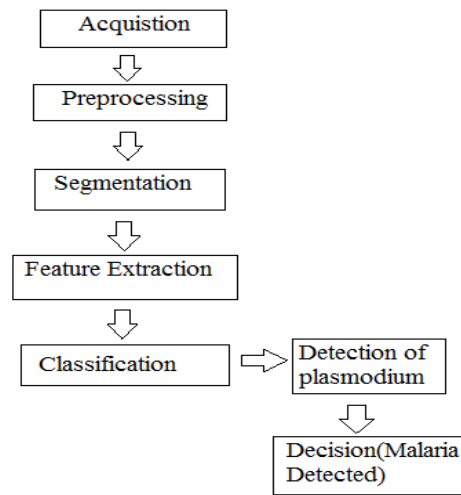 Acquistion
Preprocessing
Segmentation
Feature Extraction
Classification
Detection of
plasmodium
Decision(Malaria
Detected)